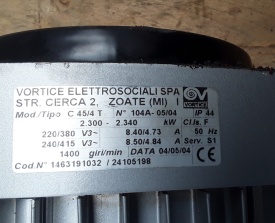 VORTICE ELETTROSOCIALI SPA
STR. CERCA 2, ZOATE (MI) I
VORTICE
Mod./Tipo C 45/4 T N° 104A-05/04 IP 44
2.300 - 2.340 kW Cl.Is. F
220/380 V3~ 8.40/4.73 A 50 Hz
240/415 V3~ 8.50/4.84 A Serv. S1
1400 giri/min DATA 04/05/04
Cod.N° 1463191032 / 24105198